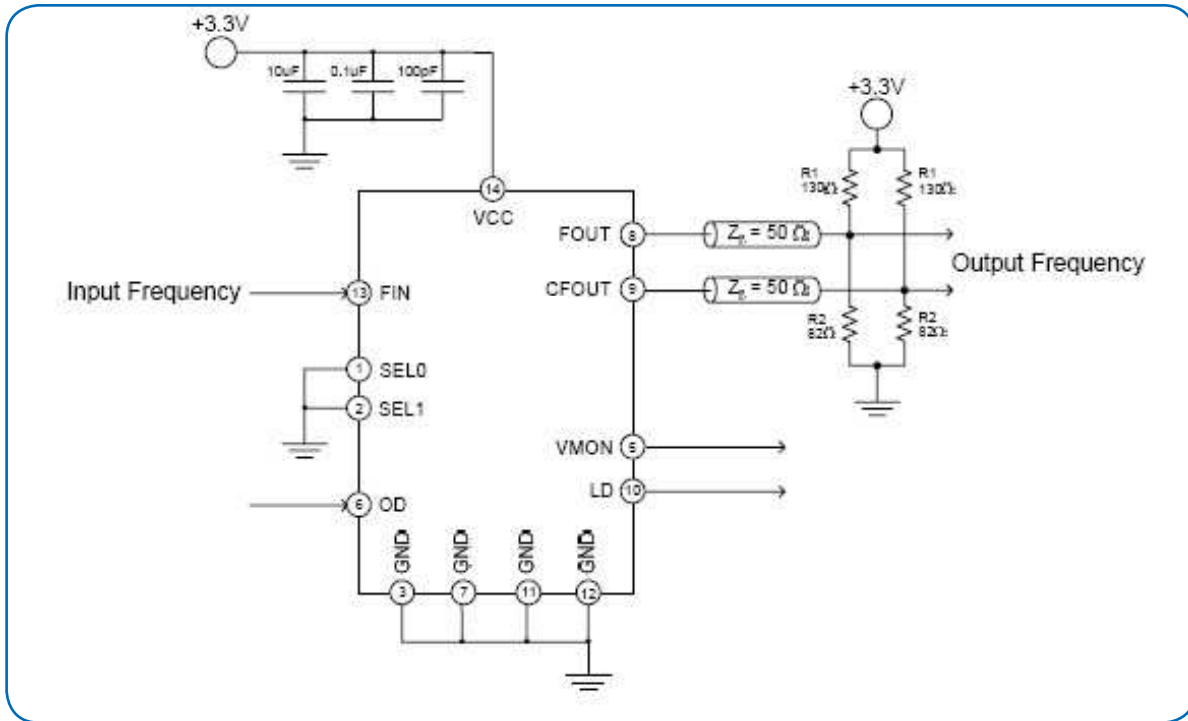 +3.3V
10uF 0.1uF 100pF
+3.3V
R1
130Ω
R1
130Ω
14
VCC
FOUT 8
Z = 50 Ω
Output Frequency
CFOUT 9
Z = 50 Ω
Input Frequency
13 FIN
R2
82Ω
R2
82Ω
1 SEL0
2 SEL1
VMON 5
LD 10
6 OD
GND
GND
GND
GND
3
7
11
12